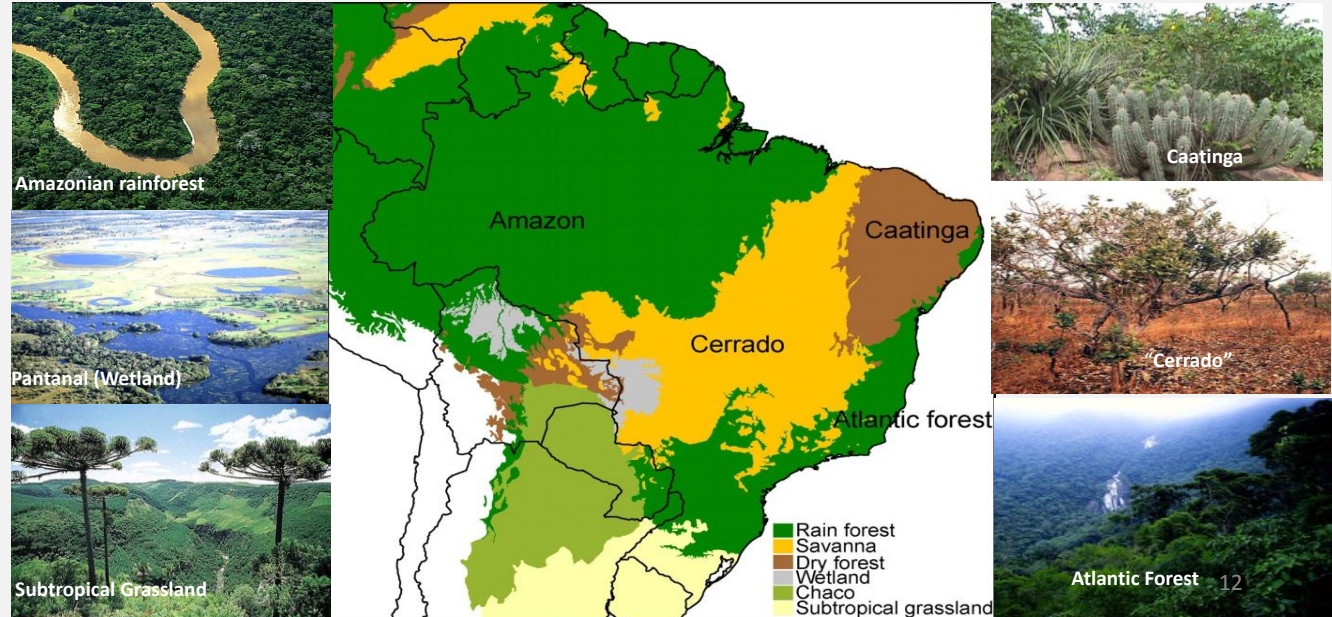 Amazonian rainforest
Pantanal (Wetland)
Subtropical Grassland
Amazon
Caatinga
Cerrado
Atlantic forest
Rain forest
Savanna
Dry forest
Wetland
Chaco
Subtropical grassland
Caatinga
“Cerrado”
Atlantic Forest
12